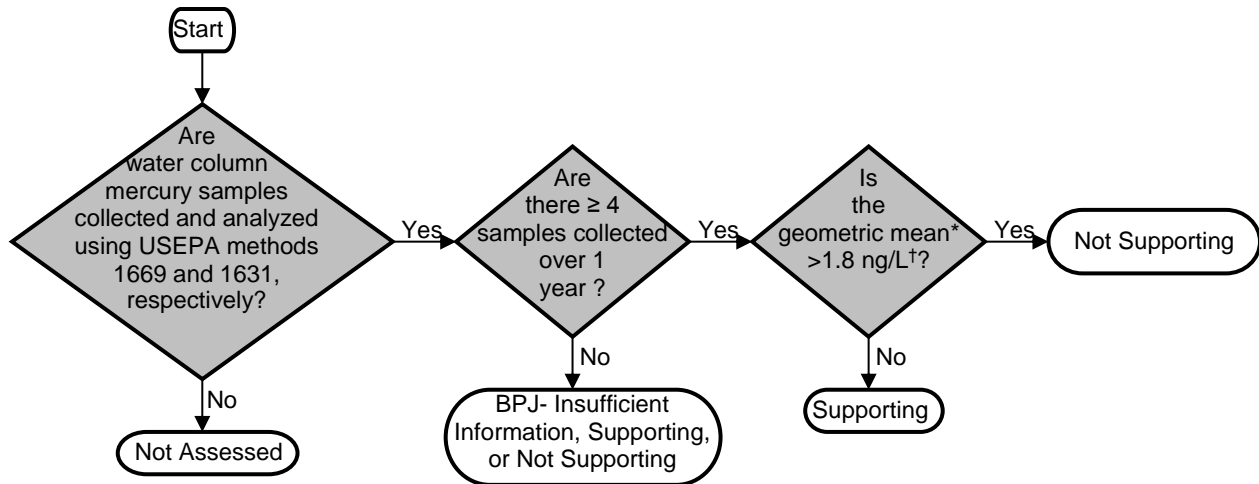 Start
Are
water column
mercury samples
collected and analyzed
using USEPA methods
1669 and 1631,
respectively?
Yes
No
Not Assessed
Are
there ≥ 4
samples collected
over 1
year ?
Yes
No
BPJ- Insufficient
Information, Supporting,
or Not Supporting
Is
the
geometric mean*
>1.8 ng/L†?
Yes
No
Supporting
Not Supporting